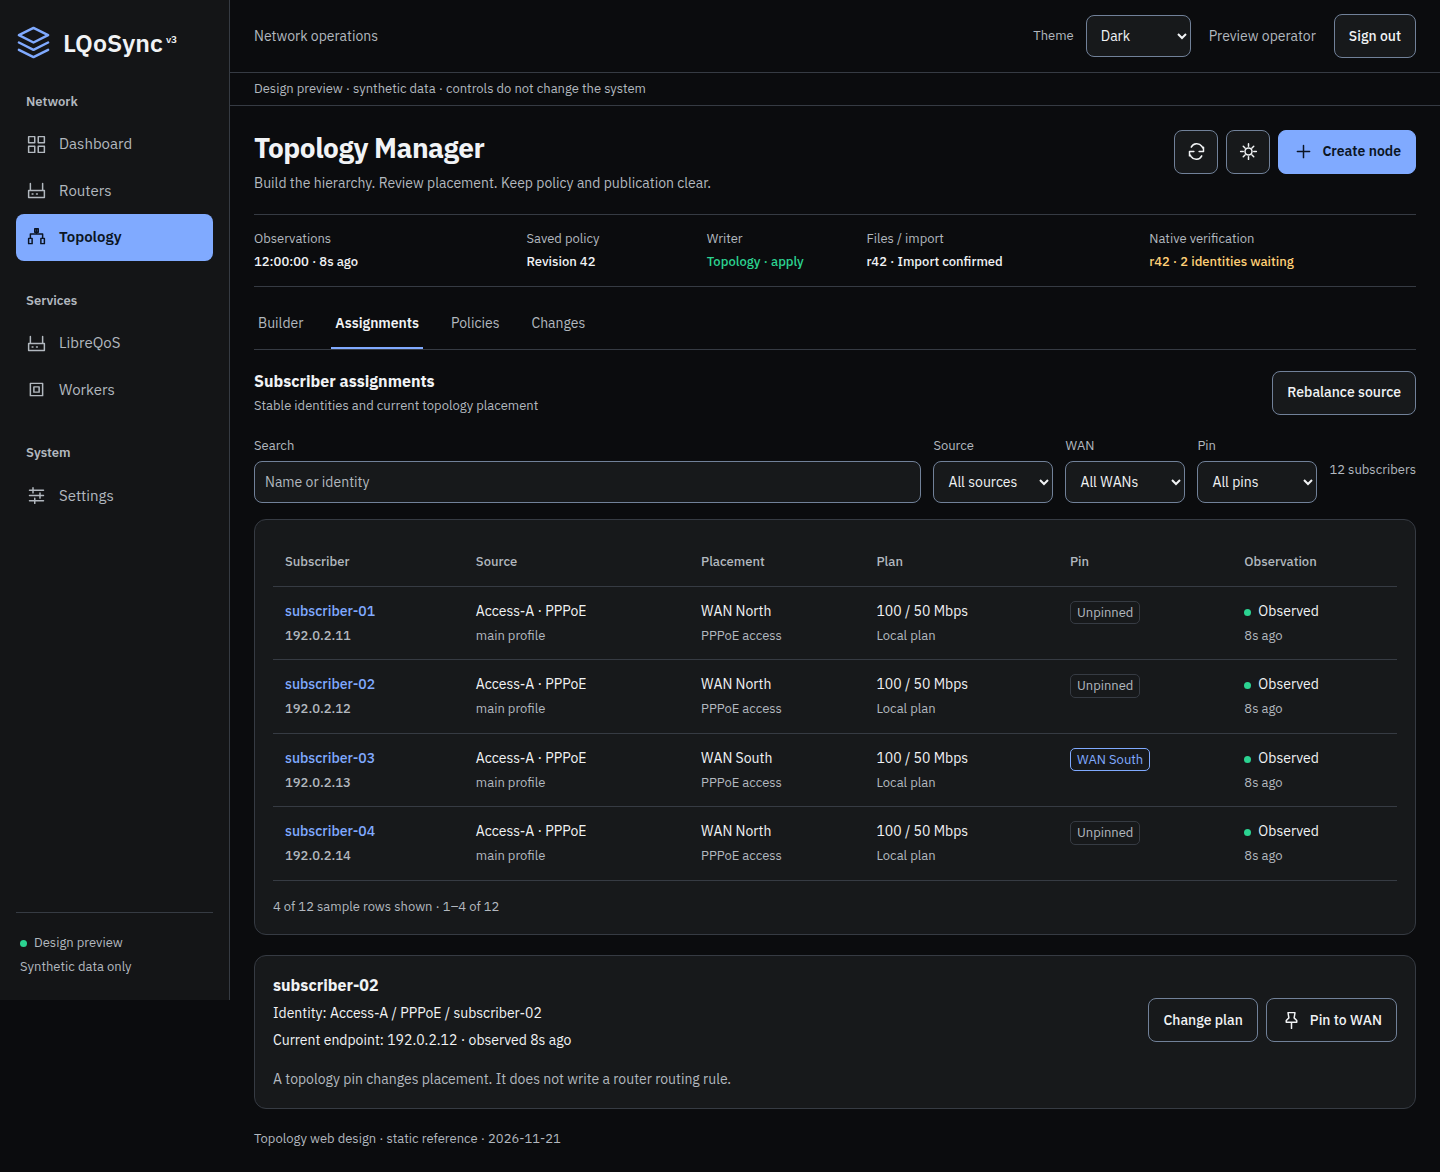 LQoSync v3
Network
Dashboard
Routers
Topology
Services
LibreQoS
Workers
System
Settings
Design preview
Synthetic data only
Network operations
Theme
Dark
Preview operator
Sign out
Design preview · synthetic data · controls do not change the system
Topology Manager
Build the hierarchy. Review placement. Keep policy and publication clear.
Create node
Observations
12:00:00 · 8s ago
Saved policy
Revision 42
Writer
Topology · apply
Files / import
r42 · Import confirmed
Native verification
r42 · 2 identities waiting
Builder Assignments Policies Changes
Subscriber assignments
Stable identities and current topology placement
Rebalance source
Search Source WAN Pin
Name or identity All sources All WANs All pins 12 subscribers
Subscriber Source Placement Plan Pin Observation
subscriber-01 Access-A · PPPoE WAN North 100 / 50 Mbps Unpinned Observed
192.0.2.11 main profile PPPoE access Local plan 8s ago
subscriber-02 Access-A · PPPoE WAN North 100 / 50 Mbps Unpinned Observed
192.0.2.12 main profile PPPoE access Local plan 8s ago
subscriber-03 Access-A · PPPoE WAN South 100 / 50 Mbps WAN South Observed
192.0.2.13 main profile PPPoE access Local plan 8s ago
subscriber-04 Access-A · PPPoE WAN North 100 / 50 Mbps Unpinned Observed
192.0.2.14 main profile PPPoE access Local plan 8s ago
4 of 12 sample rows shown · 1–4 of 12
subscriber-02
Identity: Access-A / PPPoE / subscriber-02
Current endpoint: 192.0.2.12 · observed 8s ago
A topology pin changes placement. It does not write a router routing rule.
Change plan
Pin to WAN
Topology web design · static reference · 2026-11-21